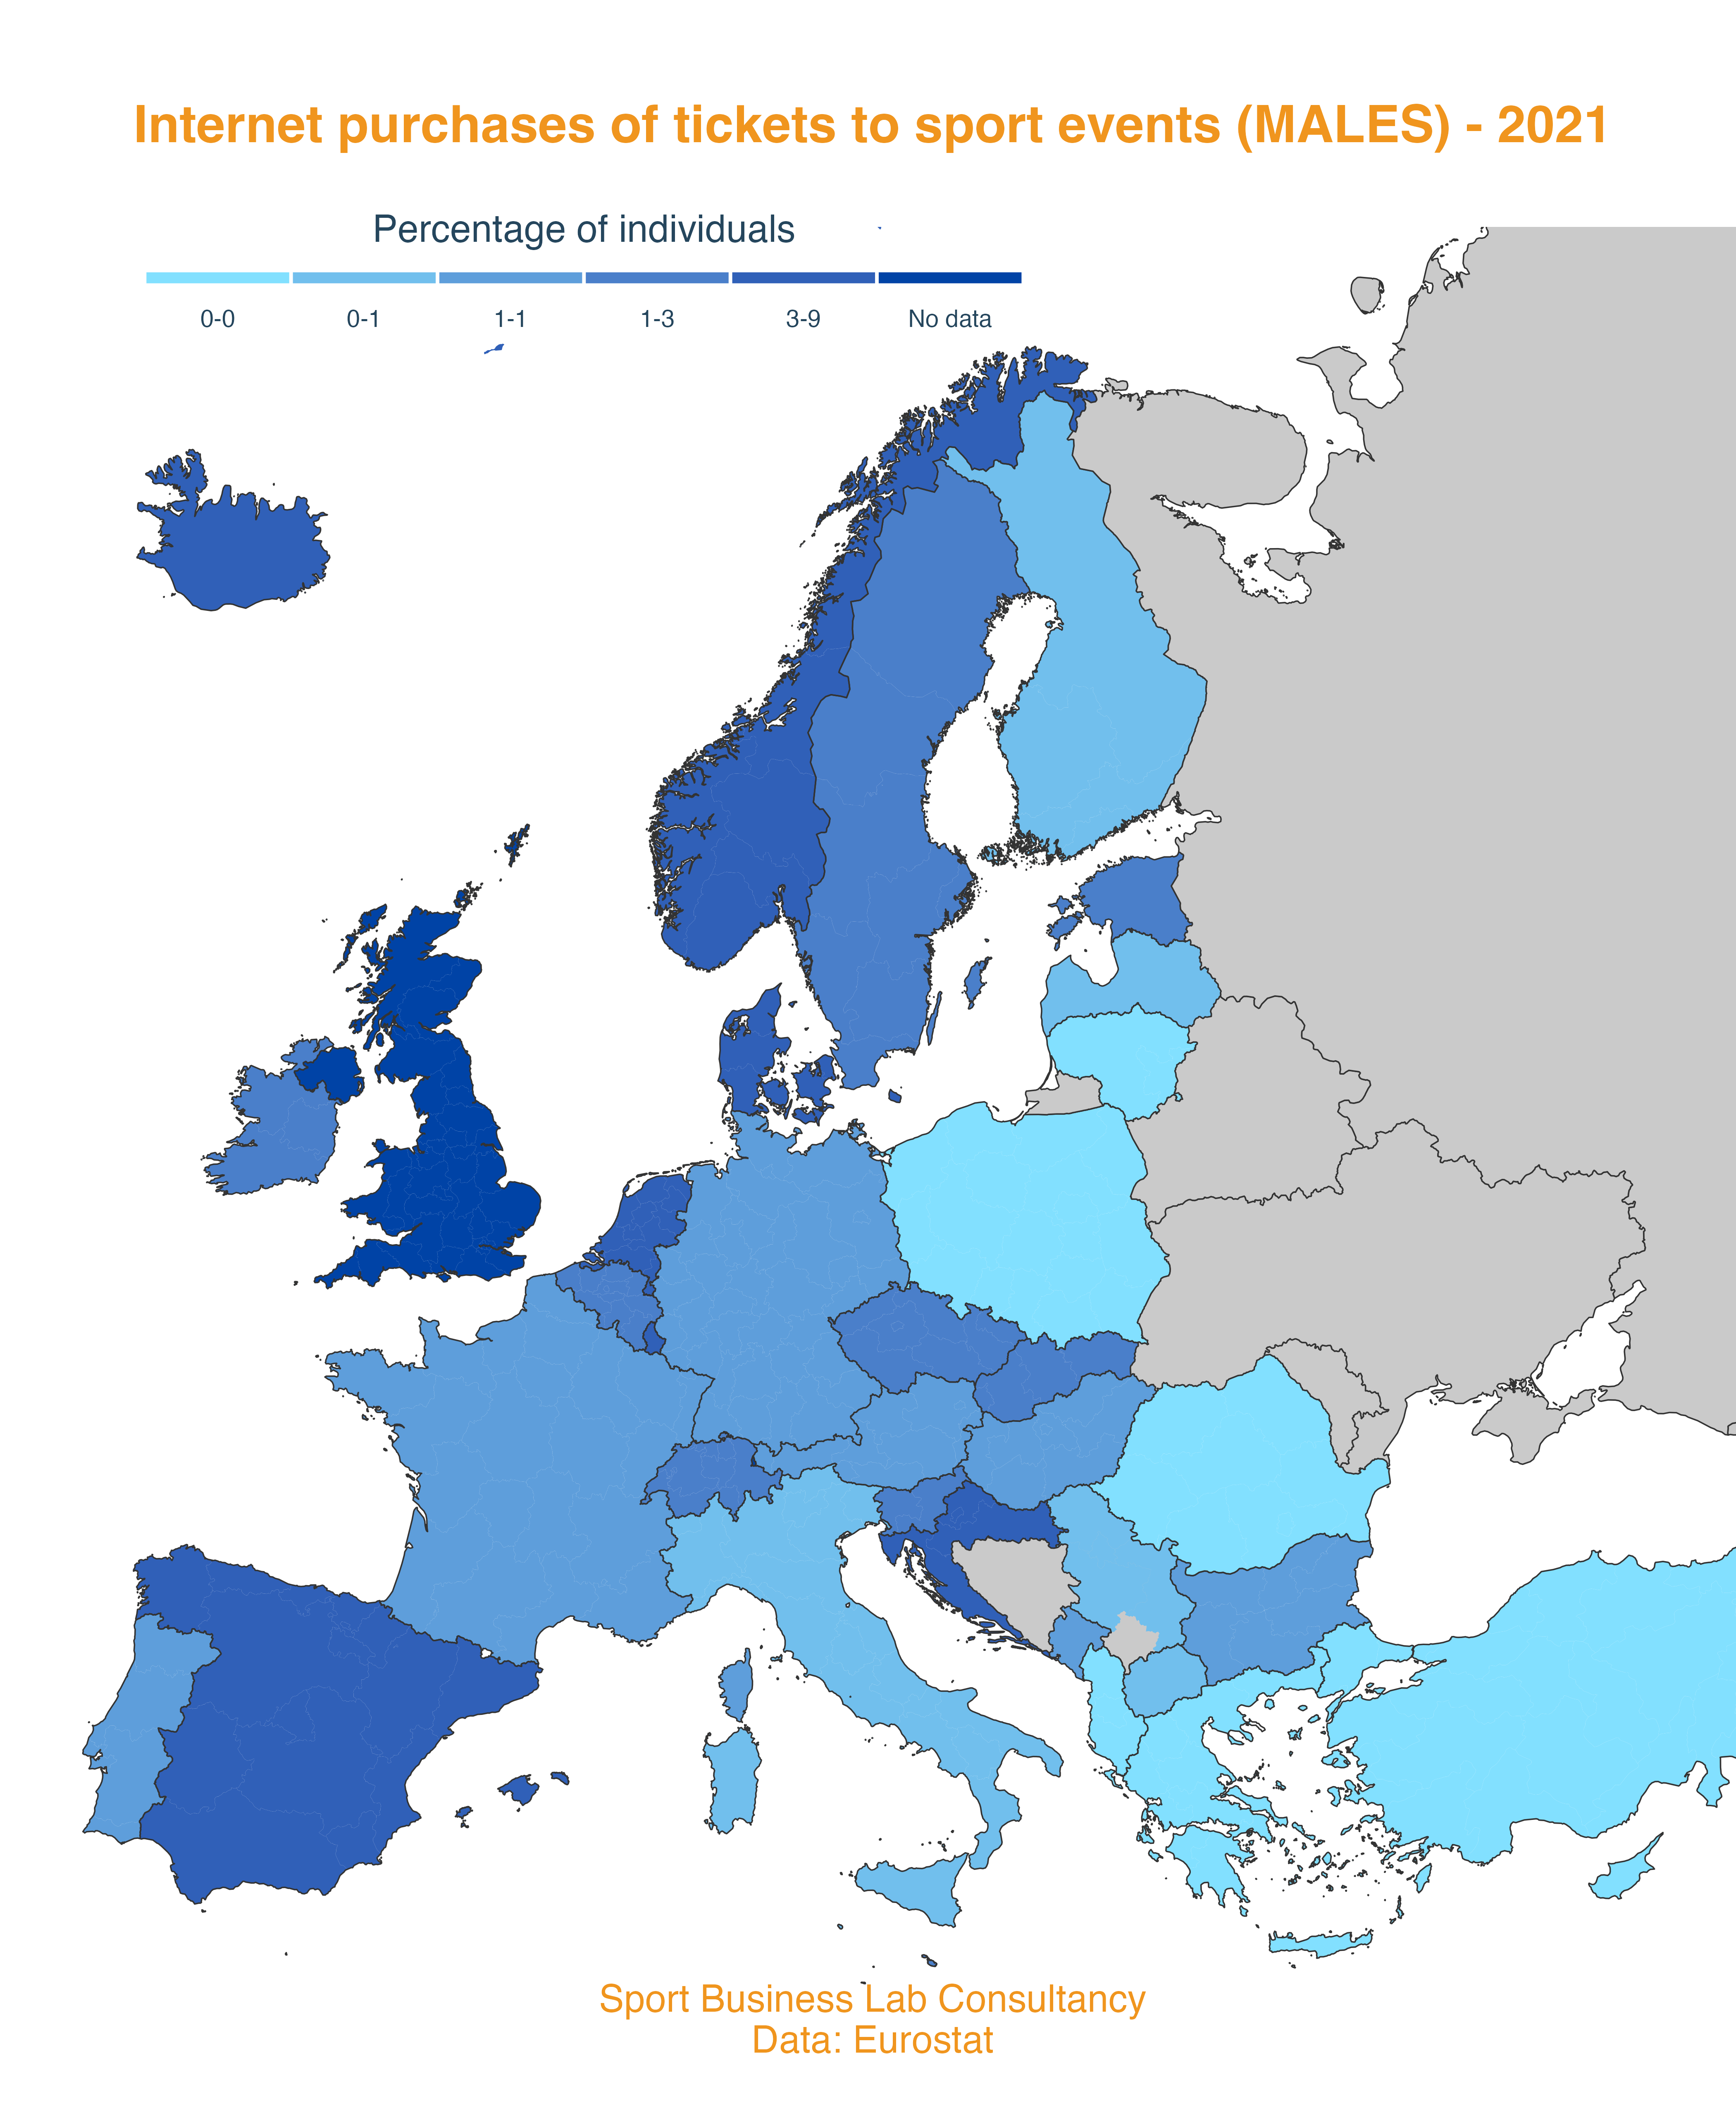 Internet purchases of tickets to sport events (MALES) - 2021
Percentage of individuals
0-0 0-1 1-1 1-3 3-9 No data
Sport Business Lab Consultancy
Data: Eurostat